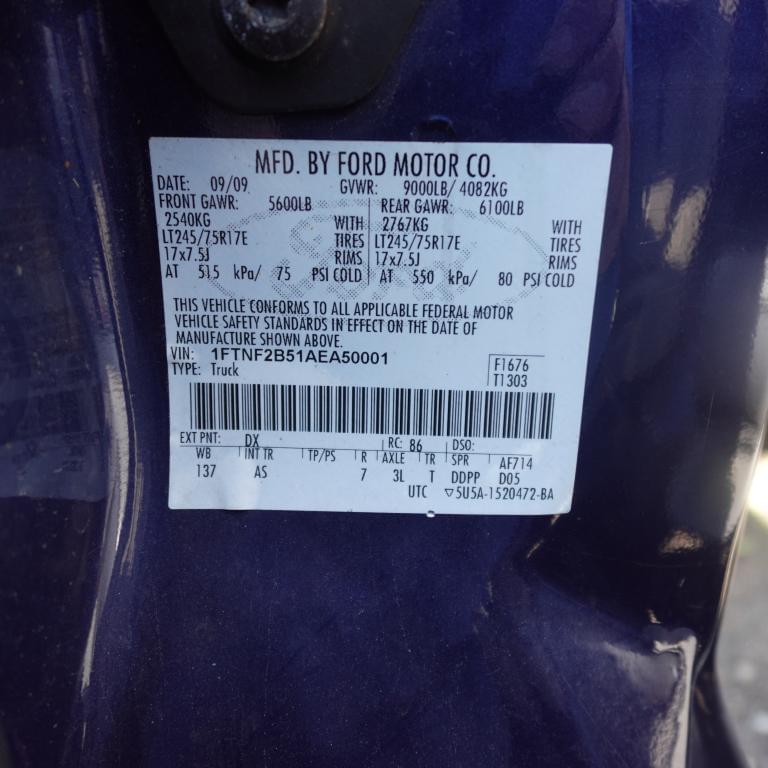 MFD. BY FORD MOTOR CO.
DATE: 09/09 GVWR: 9000LB/ 4082KG
FRONT GAWR: 5600LB REAR GAWR: 6100LB
2540KG WITH 2767KG WITH
LT245/75R17E TIRES LT245/75R17E TIRES
17x7.5J RIMS 17x7.5J RIMS
AT 515 kPa/ 75 PSI COLD AT 550 kPa/ 80 PSI COLD
THIS VEHICLE CONFORMS TO ALL APPLICABLE FEDERAL MOTOR
VEHICLE SAFETY STANDARDS IN EFFECT ON THE DATE OF
MANUFACTURE SHOWN ABOVE.
VIN: 1FTNF2B51AEA50001
TYPE: Truck
F1676
T1303
EXT PNT: DX RC: 86 DSO:
WB INT TR TP/PS R AXLE TR SPR AF714
137 AS 7 3L T DDPP D05
UTC ▽5U5A-1520472-BA